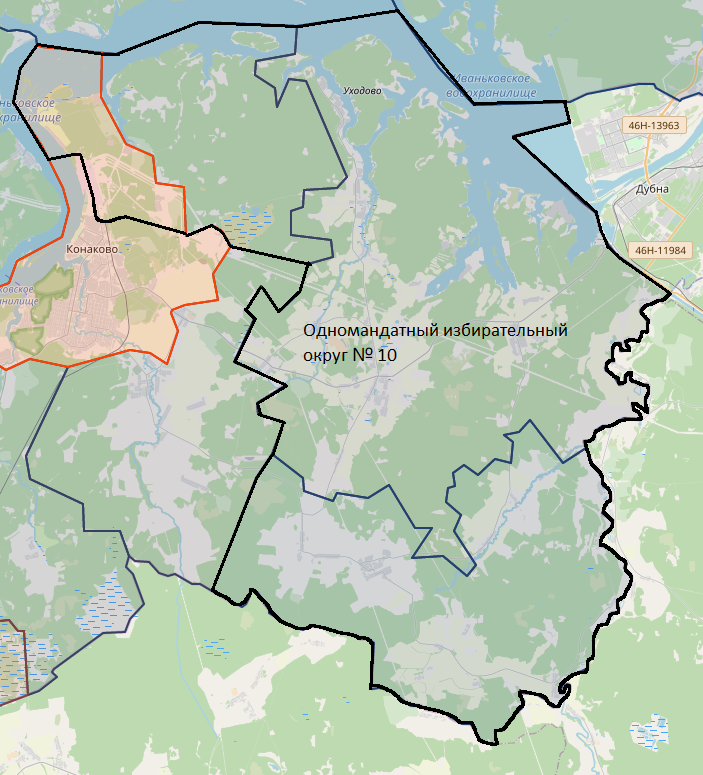 Уходово
Иваньковское
водохранилище
46Н-13963
Дубна
46Н-11984
Конаково
Одномандатный избирательный
округ № 10